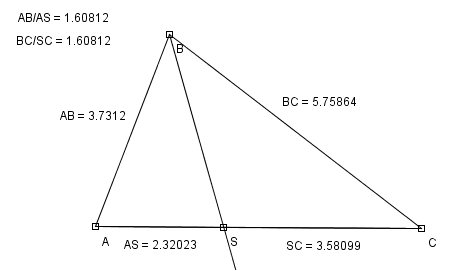 AB/AS = 1.60812
BC/SC = 1.60812
B
BC = 5.75864
AB = 3.7312
A
AS = 2.32023
S
SC = 3.58099
C